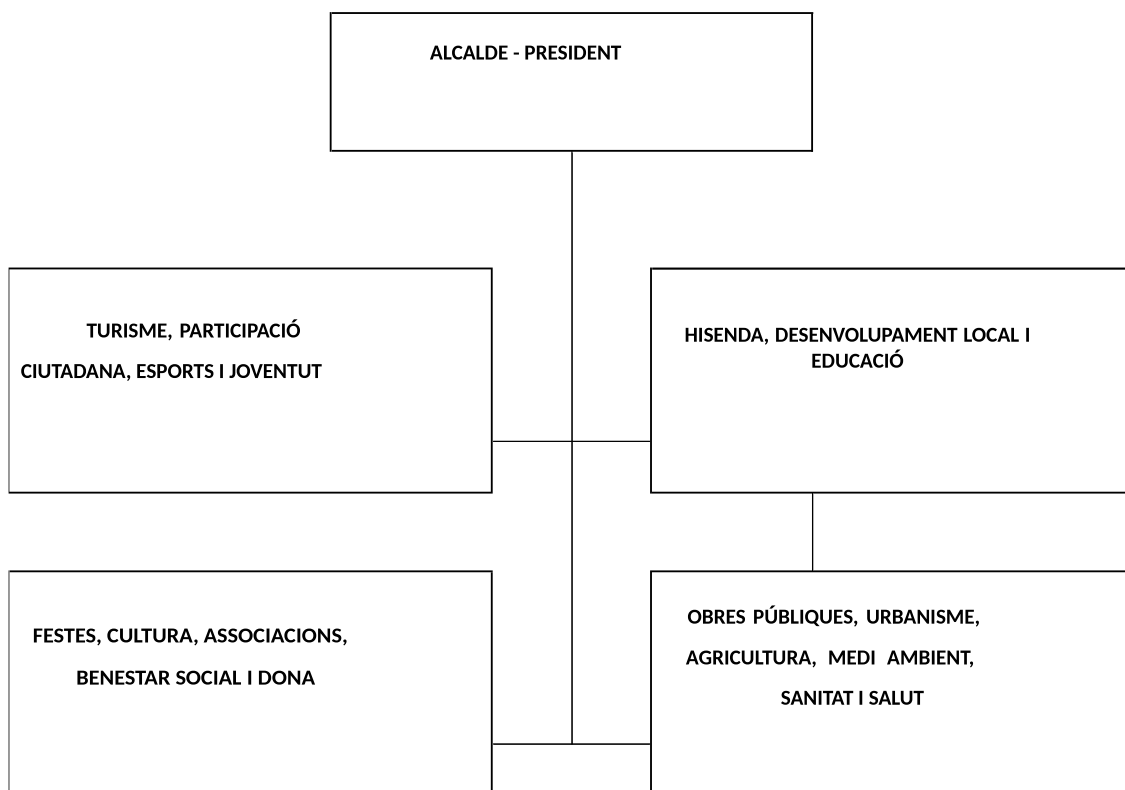 ALCALDE - PRESIDENT
TURISME, PARTICIPACIÓ
CIUTADANA, ESPORTS I JOVENTUT
HISENDA, DESENVOLUPAMENT LOCAL I
EDUCACIÓ
FESTES, CULTURA, ASSOCIACIONS,
BENESTAR SOCIAL I DONA
OBRES PÚBLIQUES, URBANISME,
AGRICULTURA, MEDI AMBIENT,
SANITAT I SALUT